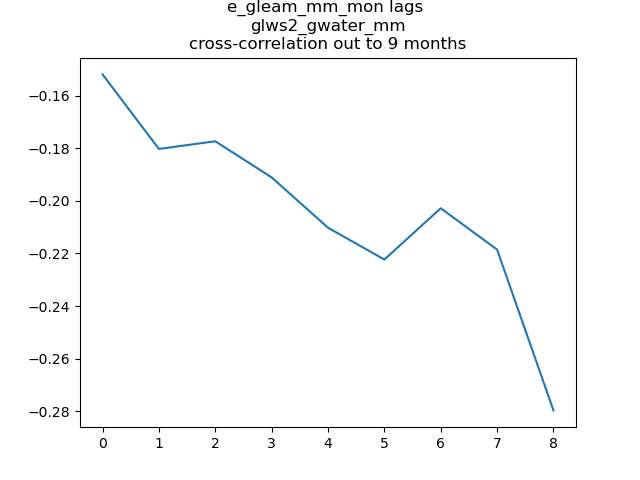 e_gleam_mm_mon lags
glws2_gwater_mm
cross-correlation out to 9 months
−0.16
−0.18
−0.20
−0.22
−0.24
−0.26
−0.28
0 1 2 3 4 5 6 7 8